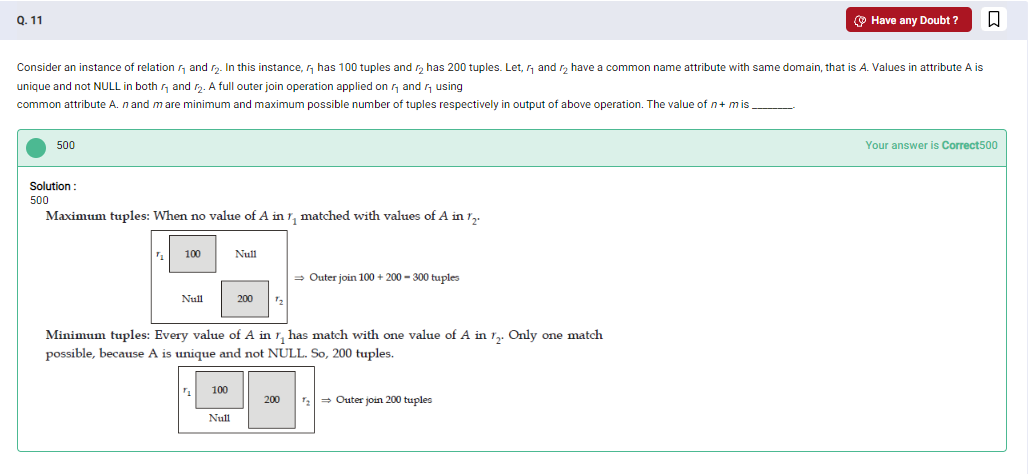 Q. 11
Have any Doubt ?
Consider an instance of relation r₁ and r₂. In this instance, r₁ has 100 tuples and r₂ has 200 tuples. Let, r₁ and r₂ have a common name attribute with same domain, that is A. Values in attribute A is
unique and not NULL in both r₁ and r₂. A full outer join operation applied on r₁ and r₁ using
common attribute A. n and m are minimum and maximum possible number of tuples respectively in output of above operation. The value of n + m is ________.
500
Your answer is Correct500
Solution :
500
Maximum tuples: When no value of A in r₁ matched with values of A in r₂.
r₁ 100 Null
⇒ Outer join 100 + 200 = 300 tuples
Null 200 r₂
Minimum tuples: Every value of A in r₁ has match with one value of A in r₂. Only one match
possible, because A is unique and not NULL. So, 200 tuples.
r₁ 100
200 r₂ ⇒ Outer join 200 tuples
Null